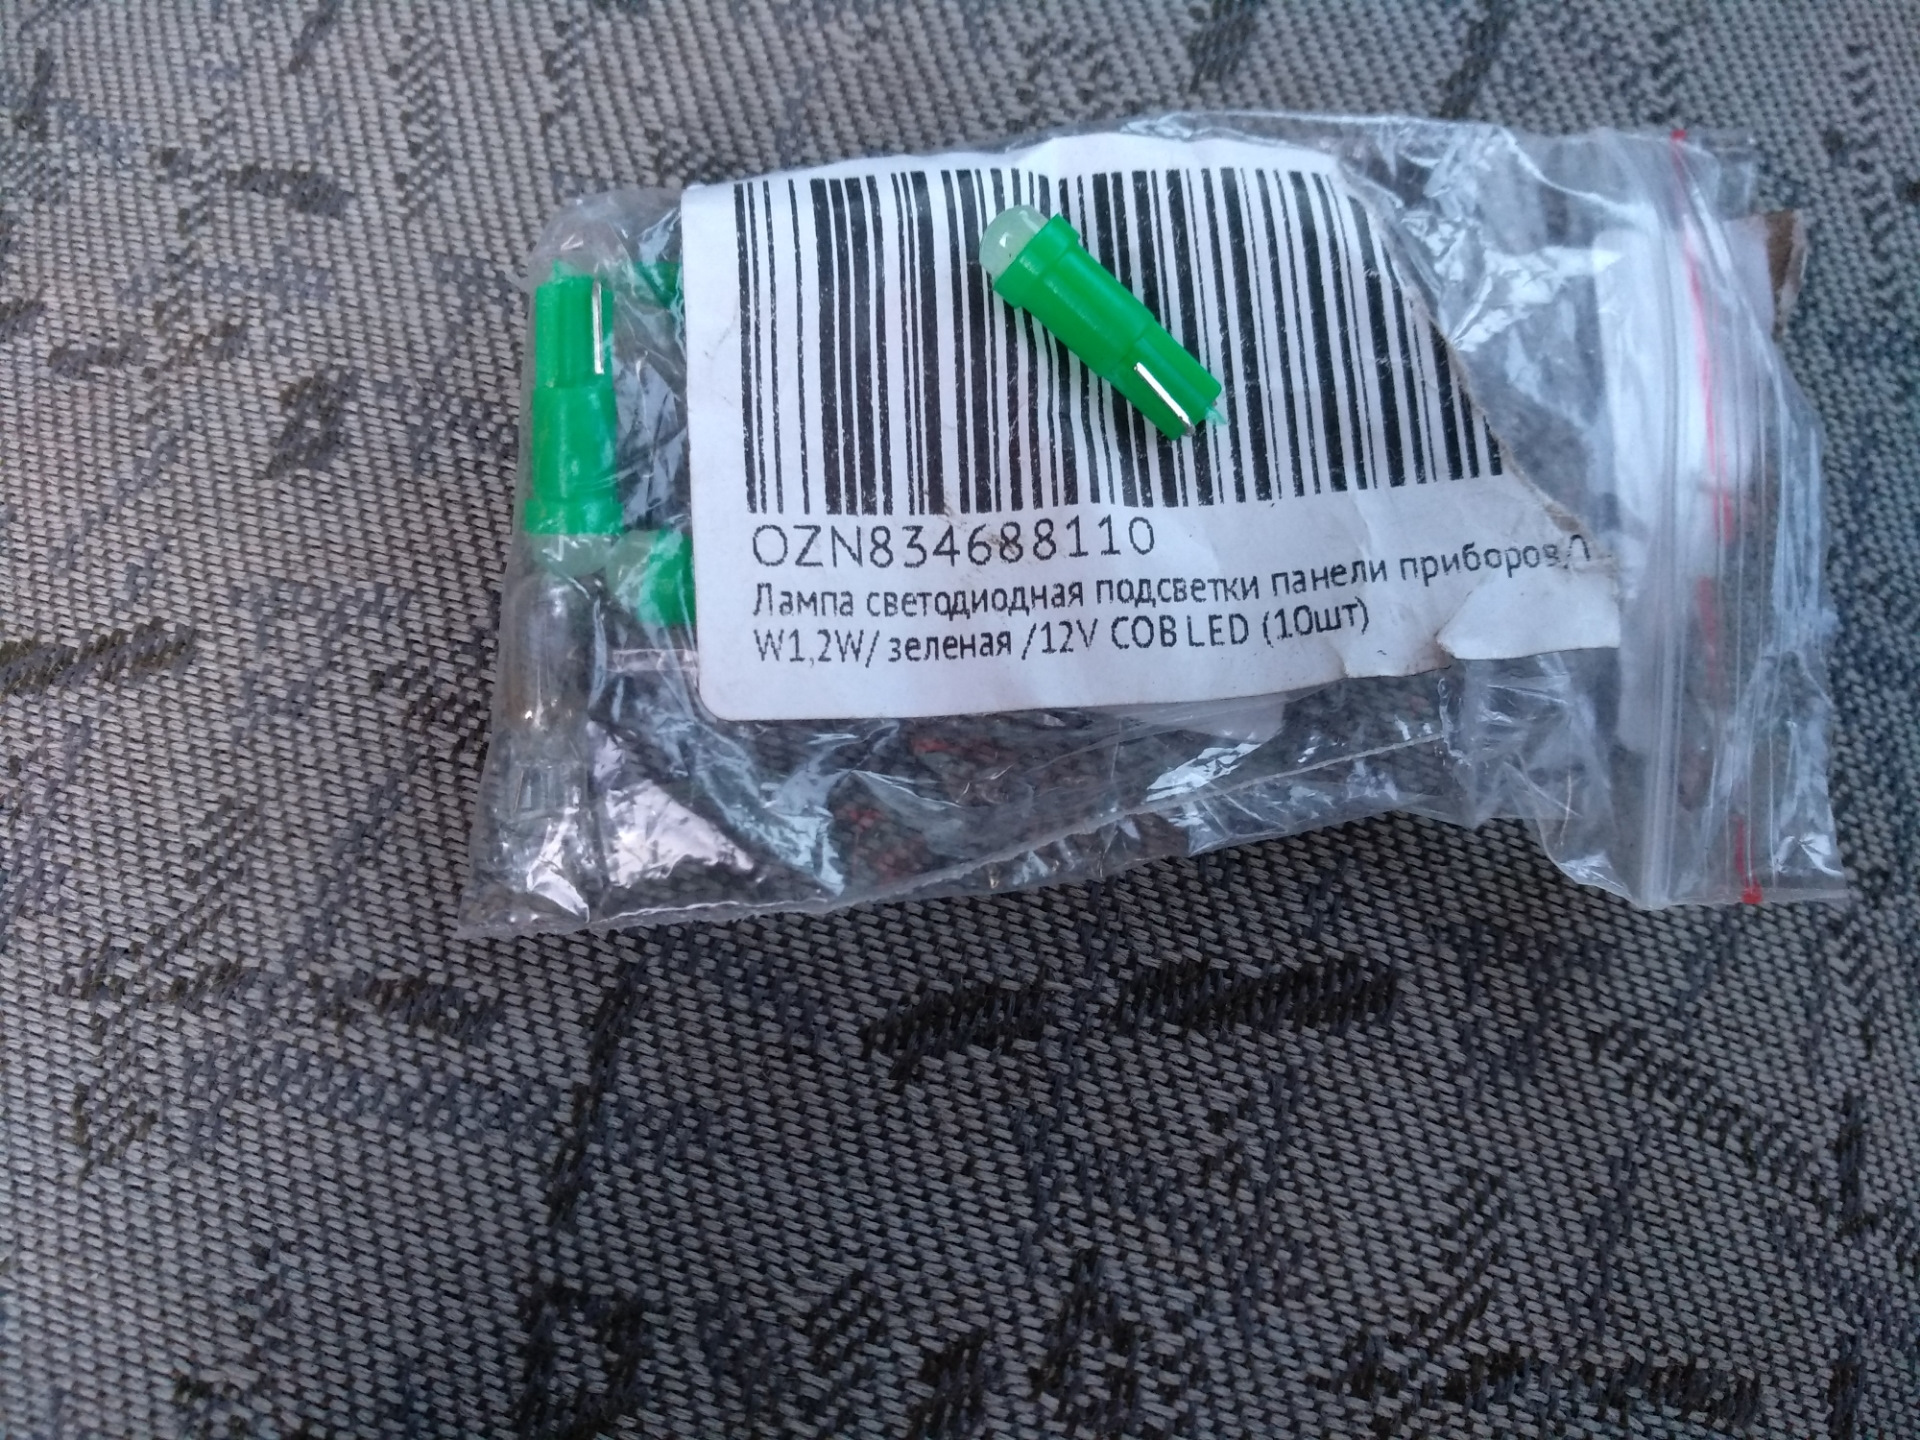 OZN834688110
Лампа светодиодная подсветки панели приборов
W1,2W/ зеленая /12V COB LED (10шт)